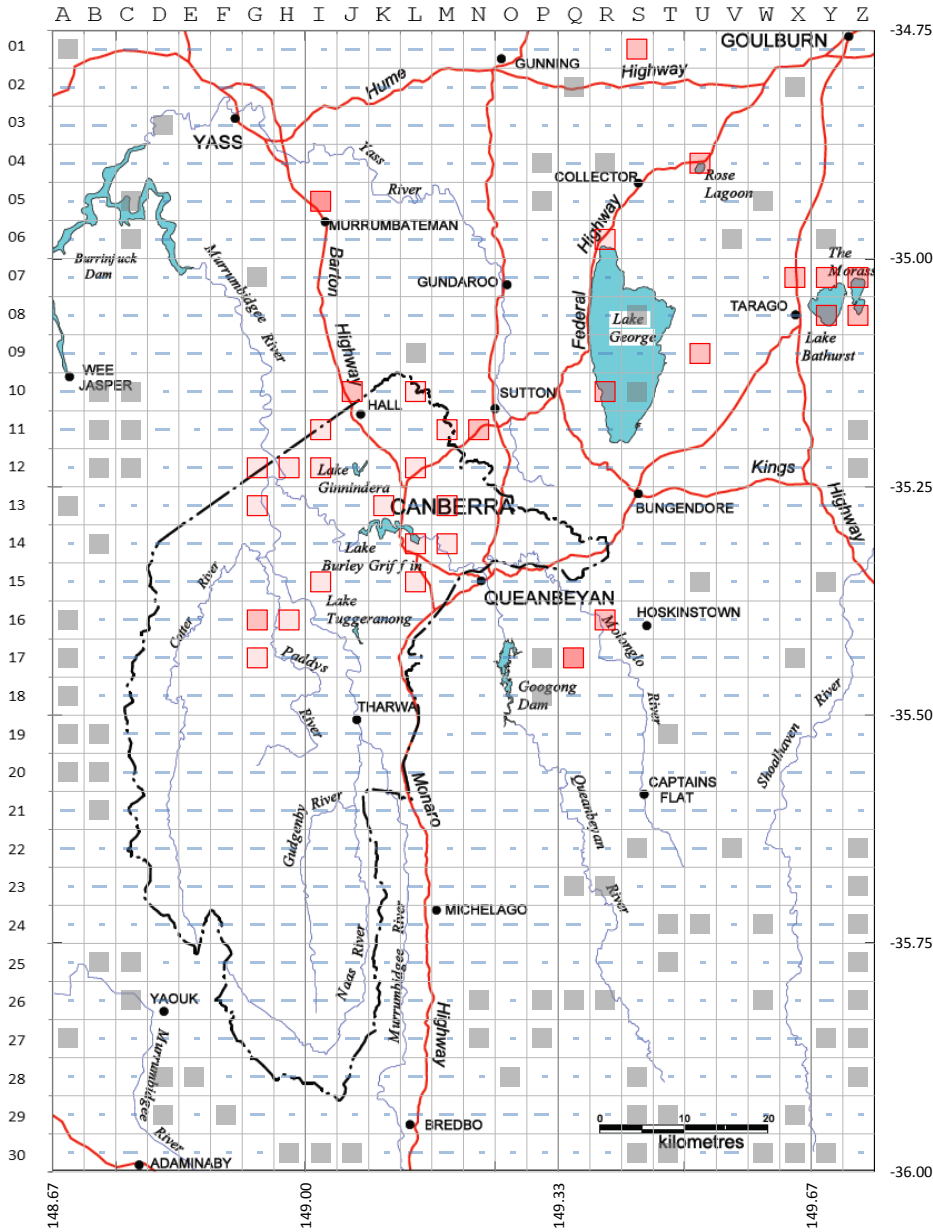 A B C D E F G H I J K L M N O P Q R S T U V W X Y Z
01
02
03
04
05
06
07
08
09
10
11
12
13
14
15
16
17
18
19
20
21
22
23
24
25
26
27
28
29
30
-34.75
-35.00
-35.25
-35.50
-35.75
-36.00
148.67
149.00
149.33
149.67
GOULBURN
GUNNING
Hume
Highway
YASS
Yass
River
COLLECTOR
Rose
Lagoon
MURRUMBATEMAN
Burrinjuck
Dam
Murrumbidgee
River
Barton
Highway
GUNDAROO
Federal
Highway
Lake
George
The
Morass
TARAGO
Lake
Bathurst
WEE
JASPER
HALL
SUTTON
Lake
Ginnindera
CANBERRA
Kings
Highway
BUNGENDORE
Lake
Burley Griffin
QUEANBEYAN
Lake
Tuggeranong
HOSKINSTOWN
Molonglo
River
Cotter
River
Paddys
River
THARWA
Googong
Dam
Shoalhaven
River
Monaro
Highway
CAPTAINS
FLAT
Queanbeyan
River
Gudgenby
River
MICHELAGO
Naas
River
Murrumbidgee
River
YAOUK
Murrumbidgee
River
BREDBO
ADAMINABY
0 10 20
kilometres